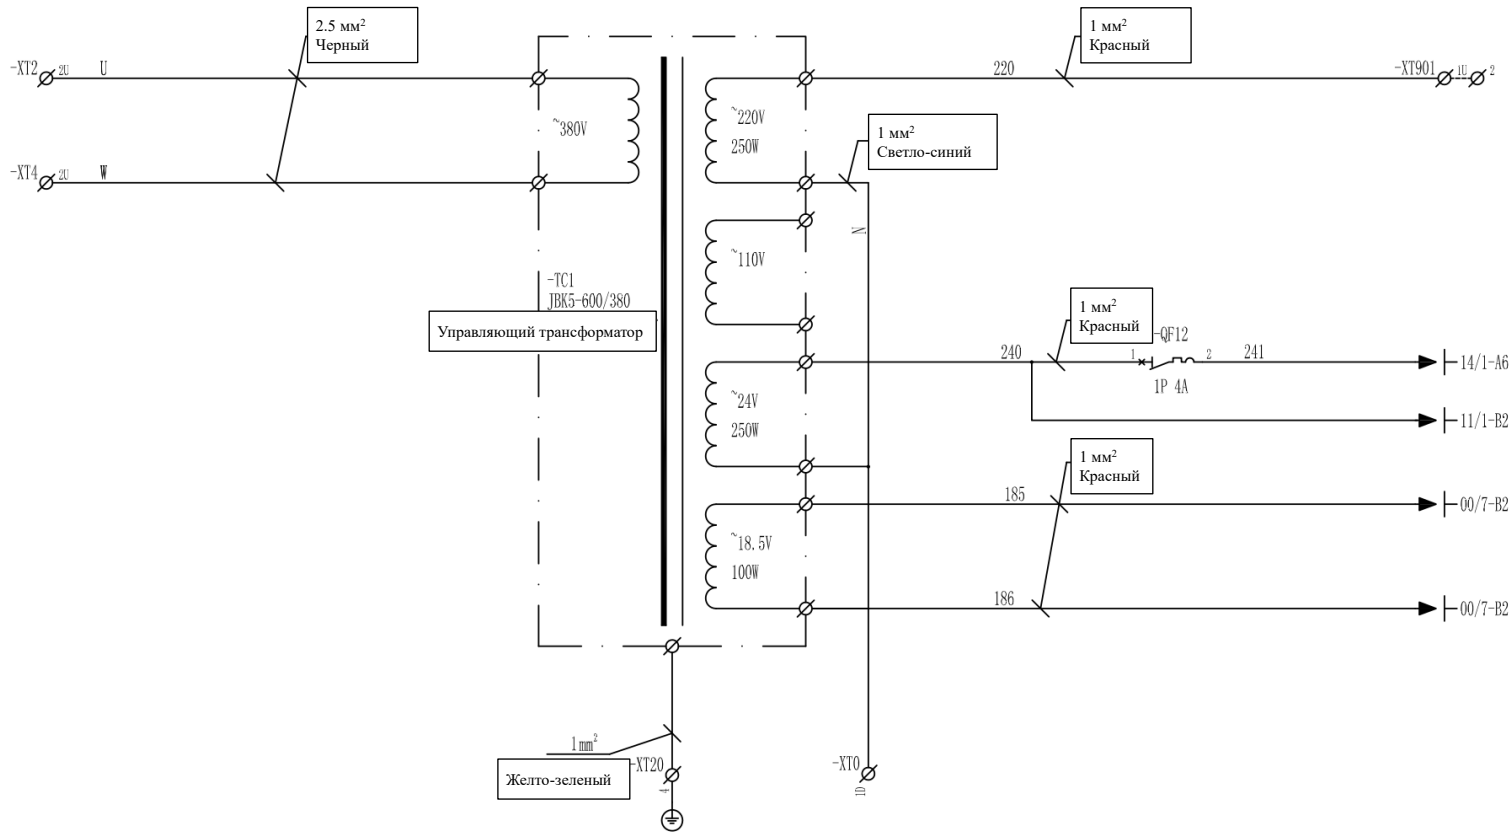 2.5 мм²
Черный
1 мм²
Красный
-XT2
2U
U
220
-XT901
1U
2
~380V
~220V
250W
1 мм²
Светло-синий
-XT4
2U
W
N
~110V
-TC1
JBK5-600/380
Управляющий трансформатор
1 мм²
Красный
-QF12
240
1
2
241
14/1-A6
1P 4A
~24V
250W
11/1-B2
1 мм²
Красный
185
00/7-B2
~18.5V
100W
186
00/7-B2
1mm²
Желто-зеленый
-XT20
4
-XT0
1D